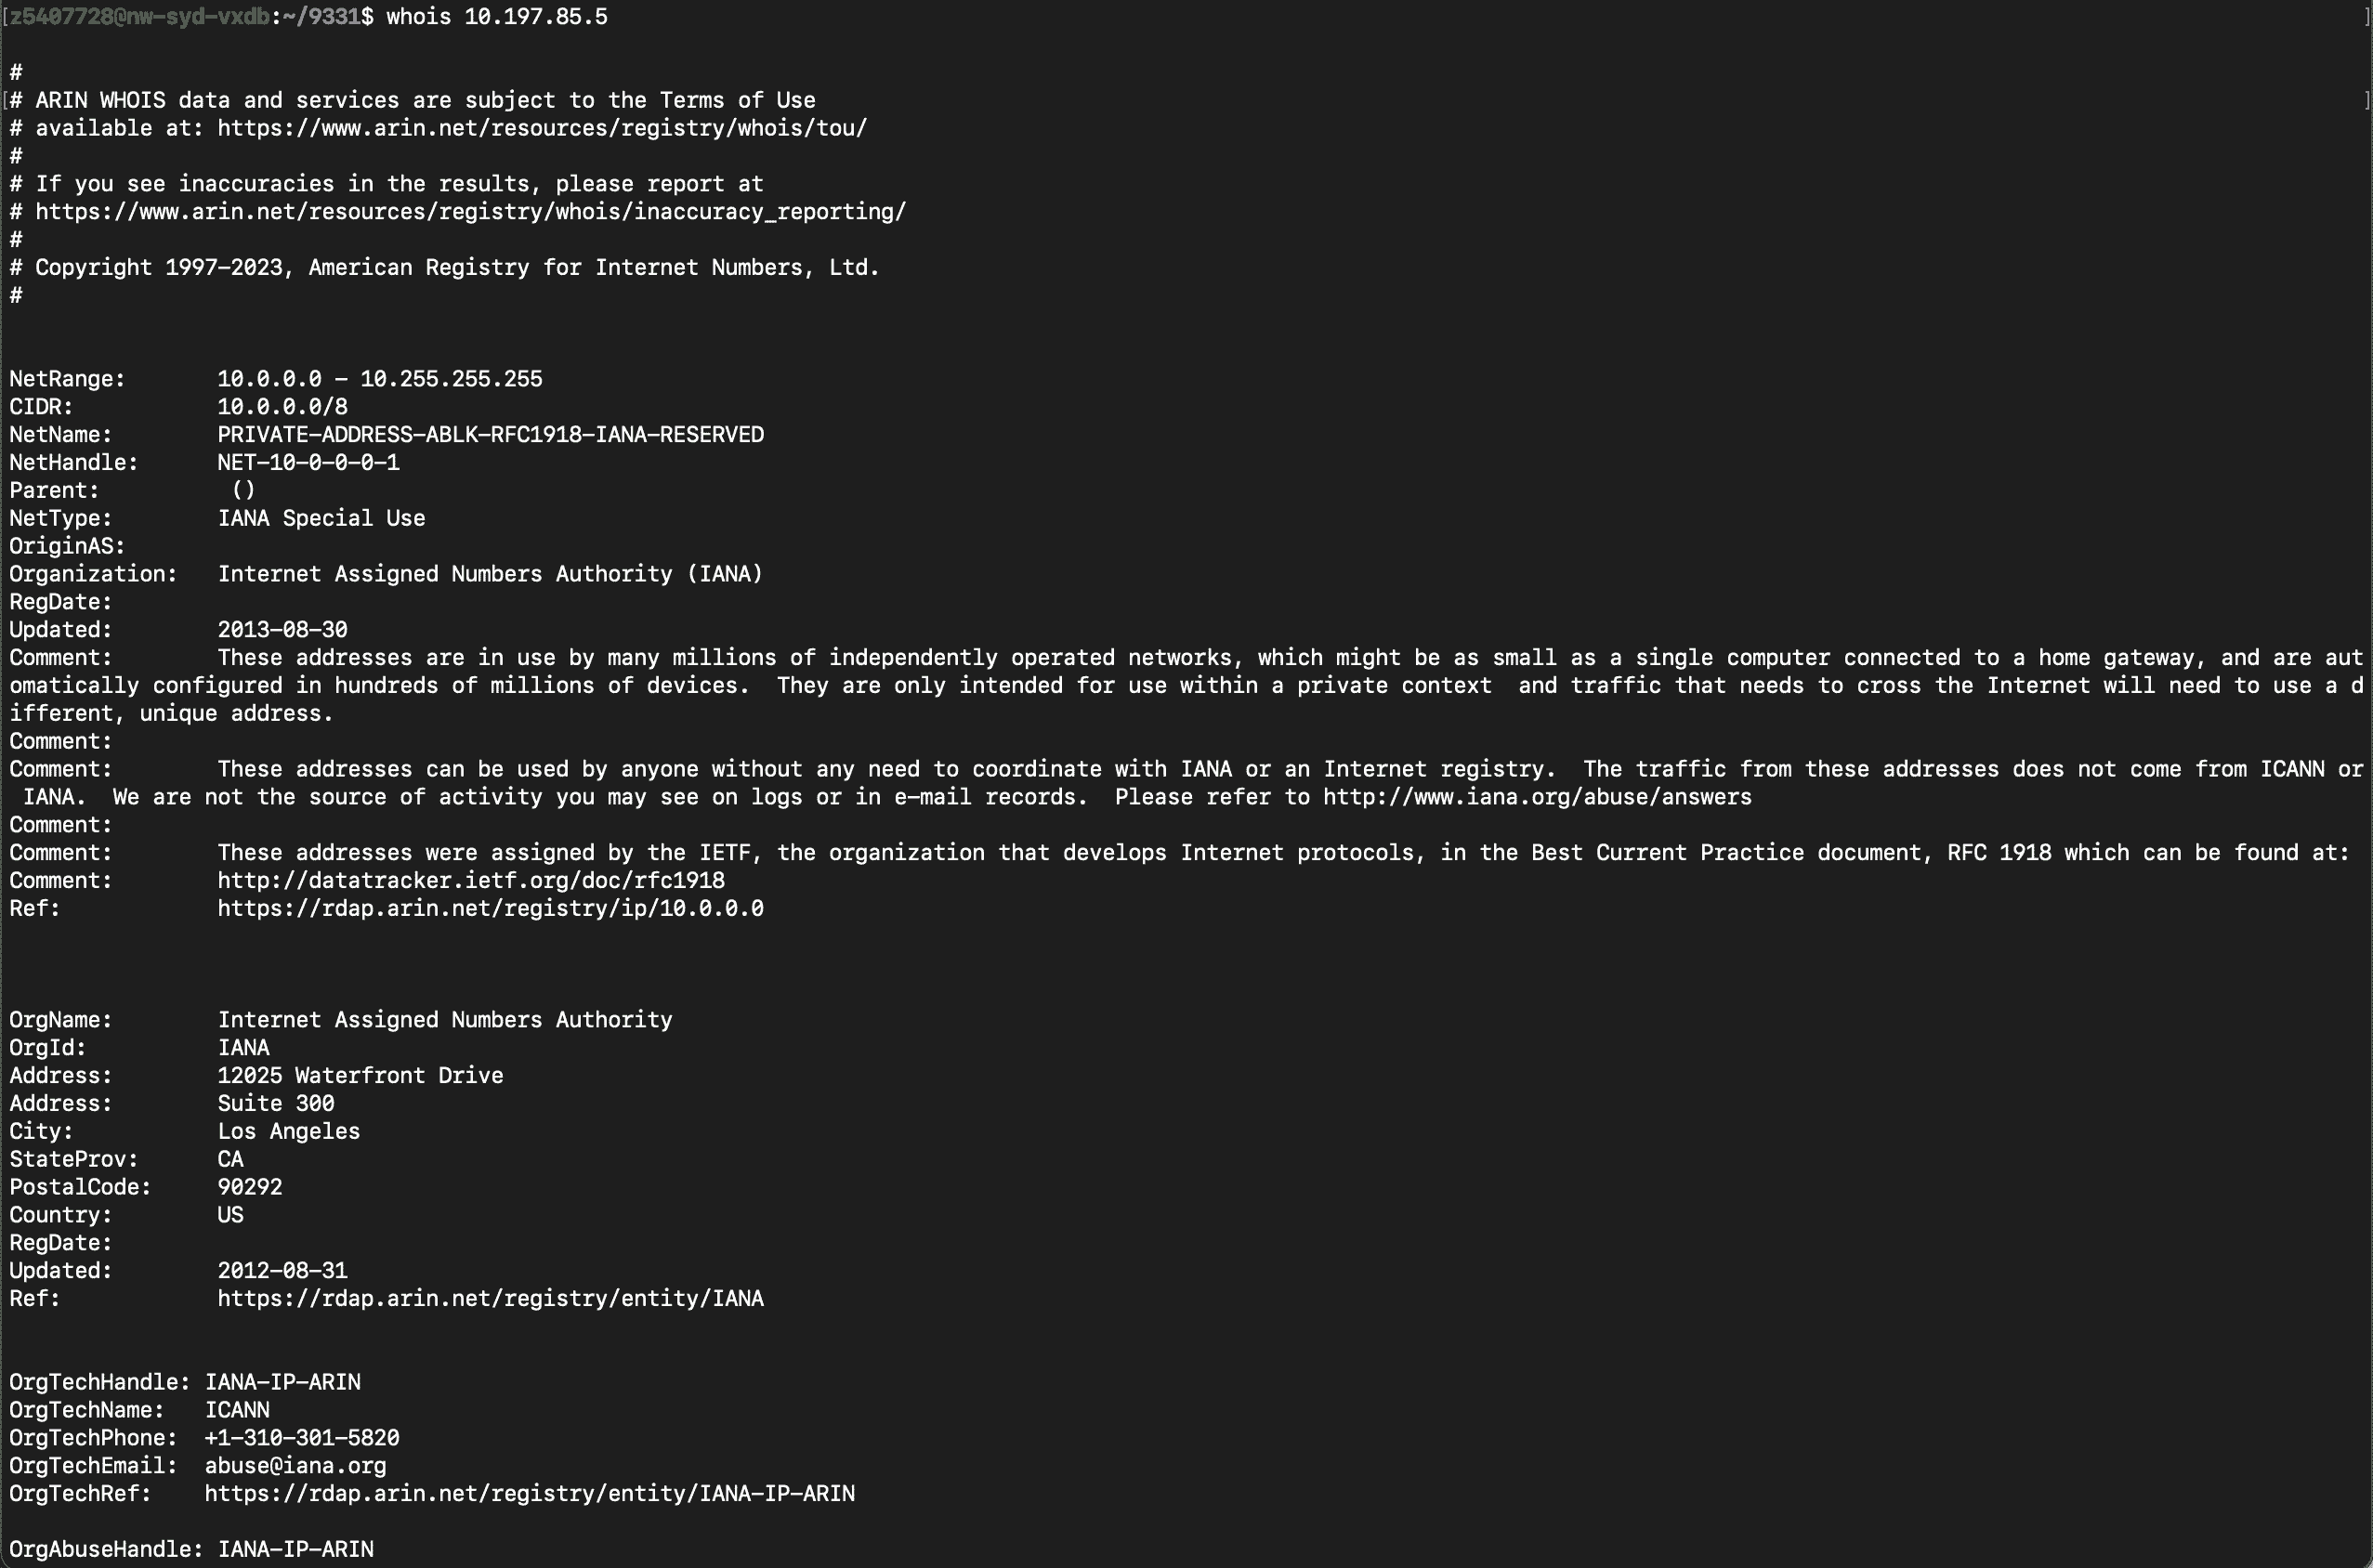 [z5407728@nw-syd-vxdb:~/9331$ whois 10.197.85.5 ]
#
[# ARIN WHOIS data and services are subject to the Terms of Use ]
# available at: https://www.arin.net/resources/registry/whois/tou/
#
# If you see inaccuracies in the results, please report at
# https://www.arin.net/resources/registry/whois/inaccuracy_reporting/
#
# Copyright 1997-2023, American Registry for Internet Numbers, Ltd.
#
NetRange:       10.0.0.0 - 10.255.255.255
CIDR:           10.0.0.0/8
NetName:        PRIVATE-ADDRESS-ABLK-RFC1918-IANA-RESERVED
NetHandle:      NET-10-0-0-0-1
Parent:          ()
NetType:        IANA Special Use
OriginAS:
Organization:   Internet Assigned Numbers Authority (IANA)
RegDate:
Updated:        2013-08-30
Comment:        These addresses are in use by many millions of independently operated networks, which might be as small as a single computer connected to a home gateway, and are aut
omatically configured in hundreds of millions of devices.  They are only intended for use within a private context  and traffic that needs to cross the Internet will need to use a d
ifferent, unique address.
Comment:
Comment:        These addresses can be used by anyone without any need to coordinate with IANA or an Internet registry.  The traffic from these addresses does not come from ICANN or
 IANA.  We are not the source of activity you may see on logs or in e-mail records.  Please refer to http://www.iana.org/abuse/answers
Comment:
Comment:        These addresses were assigned by the IETF, the organization that develops Internet protocols, in the Best Current Practice document, RFC 1918 which can be found at:
Comment:        http://datatracker.ietf.org/doc/rfc1918
Ref:            https://rdap.arin.net/registry/ip/10.0.0.0
OrgName:        Internet Assigned Numbers Authority
OrgId:          IANA
Address:        12025 Waterfront Drive
Address:        Suite 300
City:           Los Angeles
StateProv:      CA
PostalCode:     90292
Country:        US
RegDate:
Updated:        2012-08-31
Ref:            https://rdap.arin.net/registry/entity/IANA
OrgTechHandle: IANA-IP-ARIN
OrgTechName:   ICANN
OrgTechPhone:  +1-310-301-5820
OrgTechEmail:  abuse@iana.org
OrgTechRef:    https://rdap.arin.net/registry/entity/IANA-IP-ARIN
OrgAbuseHandle: IANA-IP-ARIN